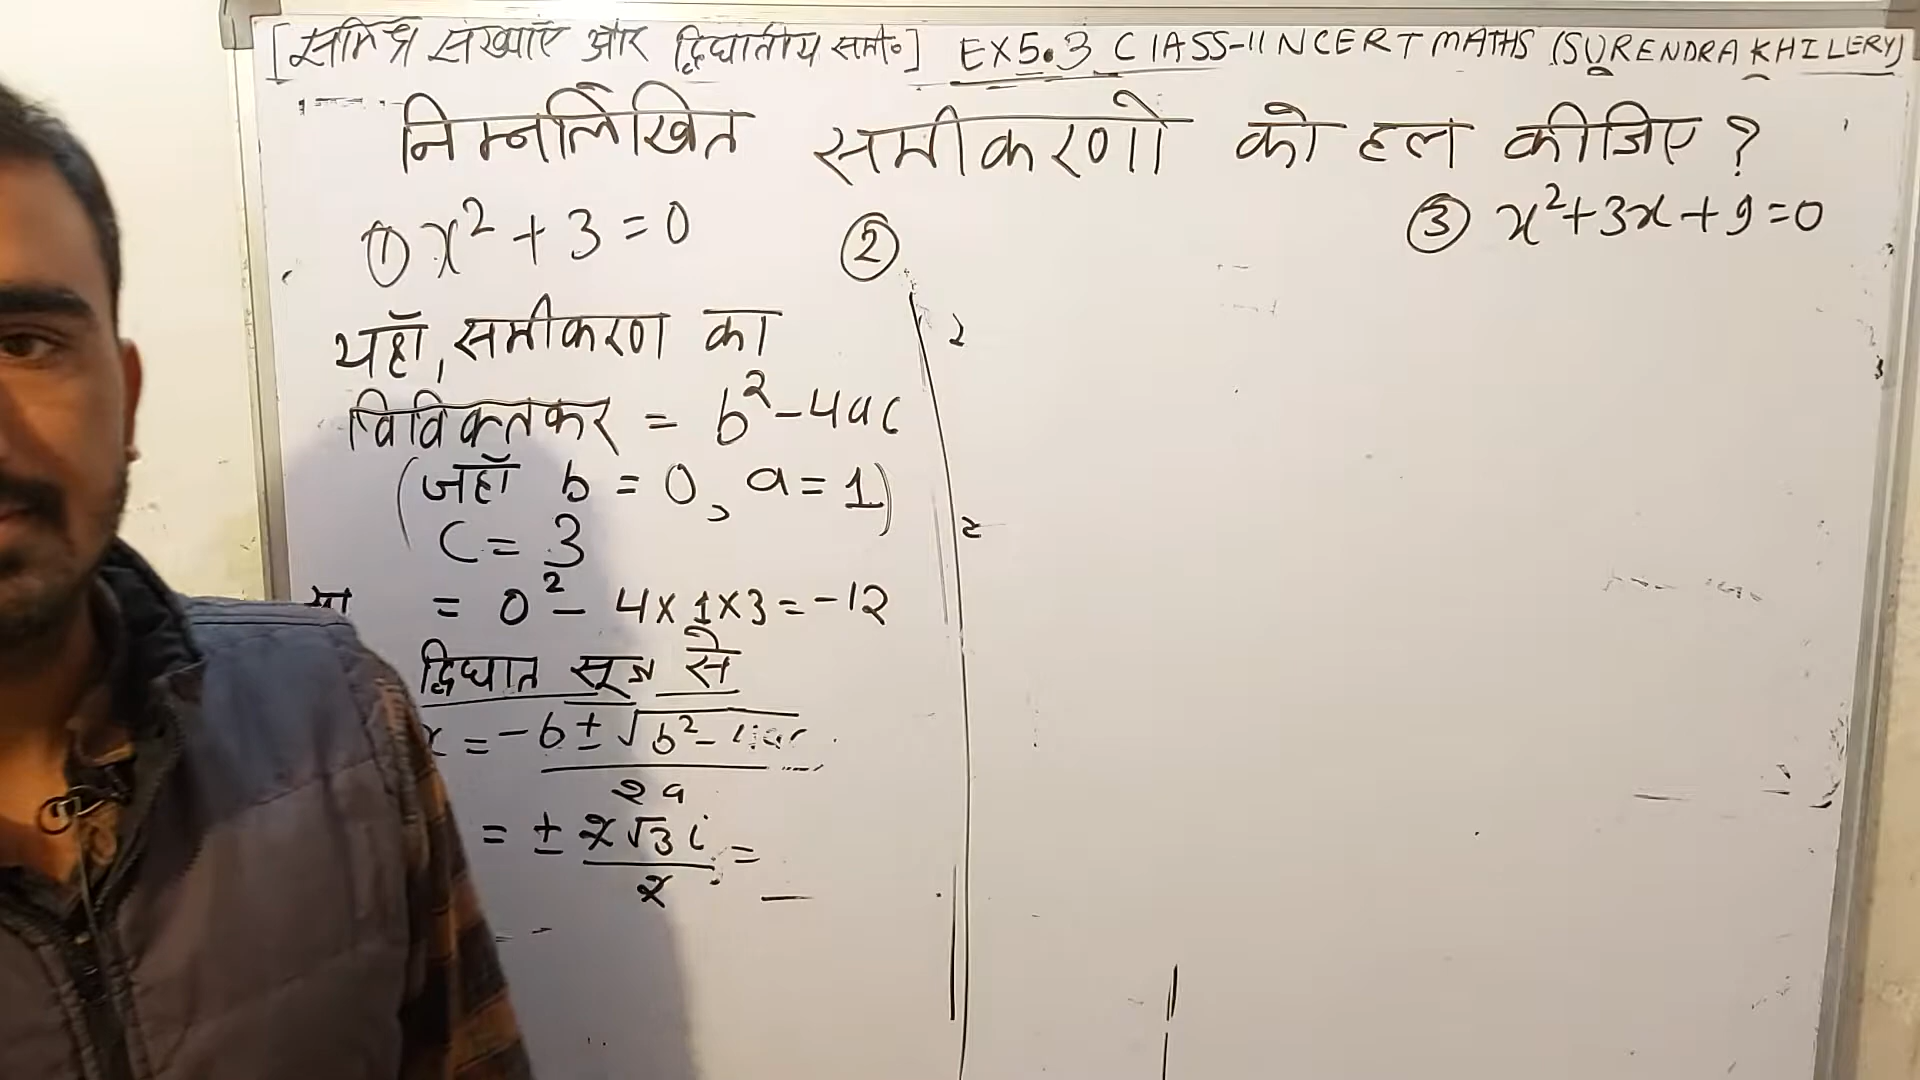 [समिश्र संख्याएँ और द्विघातीय समी०] EX5.3 CLASS-11 NCERT MATHS (SURENDRA KHILERY)
निम्नलिखित समीकरणो को हल कीजिए ?
① x² + 3 = 0 ② ③ x²+3x+9=0
यहाँ, समीकरण का
विविक्तकर = b²-4ac
(जहाँ b = 0, a = 1)
c = 3
= 0² - 4×1×3 = -12
द्विघात सूत्र से
x = -b ± √b²-4ac
2a
= ± 2√3 i =
2